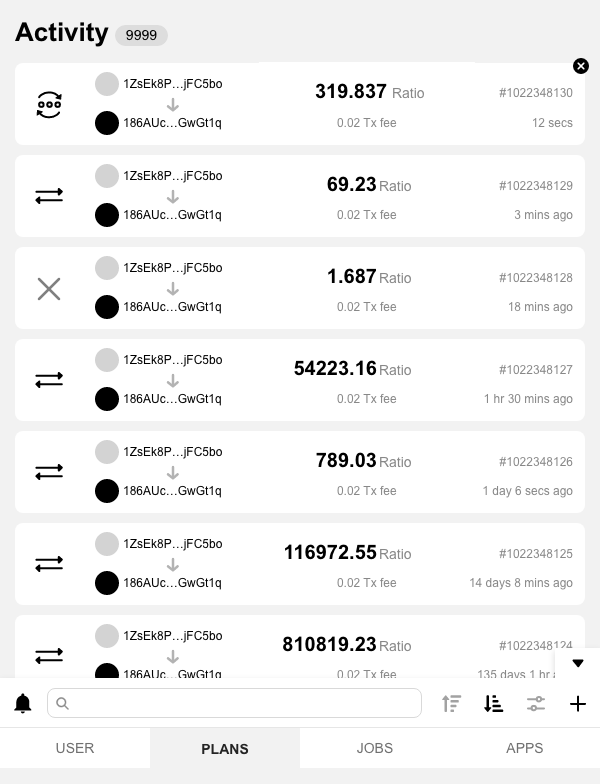 Activity 9999
1ZsEk8P…jFC5bo 319.837 Ratio #1022348130
186AUc…GwGt1q 0.02 Tx fee 12 secs
1ZsEk8P…jFC5bo 69.23 Ratio #1022348129
186AUc…GwGt1q 0.02 Tx fee 3 mins ago
1ZsEk8P…jFC5bo 1.687 Ratio #1022348128
186AUc…GwGt1q 0.02 Tx fee 18 mins ago
1ZsEk8P…jFC5bo 54223.16 Ratio #1022348127
186AUc…GwGt1q 0.02 Tx fee 1 hr 30 mins ago
1ZsEk8P…jFC5bo 789.03 Ratio #1022348126
186AUc…GwGt1q 0.02 Tx fee 1 day 6 secs ago
1ZsEk8P…jFC5bo 116972.55 Ratio #1022348125
186AUc…GwGt1q 0.02 Tx fee 14 days 8 mins ago
1ZsEk8P…jFC5bo 810819.23 Ratio #1022348124
186AUc…GwGt1q 0.02 Tx fee 135 days 1 hr
USER PLANS JOBS APPS